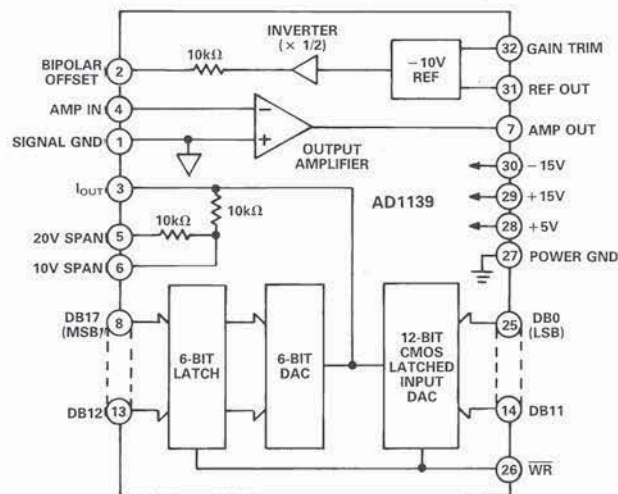 INVERTER
(× 1/2)
10kΩ
BIPOLAR
OFFSET
2
−10V
REF
32
GAIN TRIM
31
REF OUT
AMP IN
4
−
SIGNAL GND
1
+
OUTPUT
AMPLIFIER
7
AMP OUT
30
−15V
IOUT
3
10kΩ
AD1139
29
+15V
20V SPAN
5
10kΩ
28
+5V
10V SPAN
6
27
POWER GND
DB17
(MSB)
8
6-BIT
LATCH
6-BIT
DAC
12-BIT
CMOS
LATCHED
INPUT
DAC
25
DB0
(LSB)
DB12
13
14
DB11
26
WR